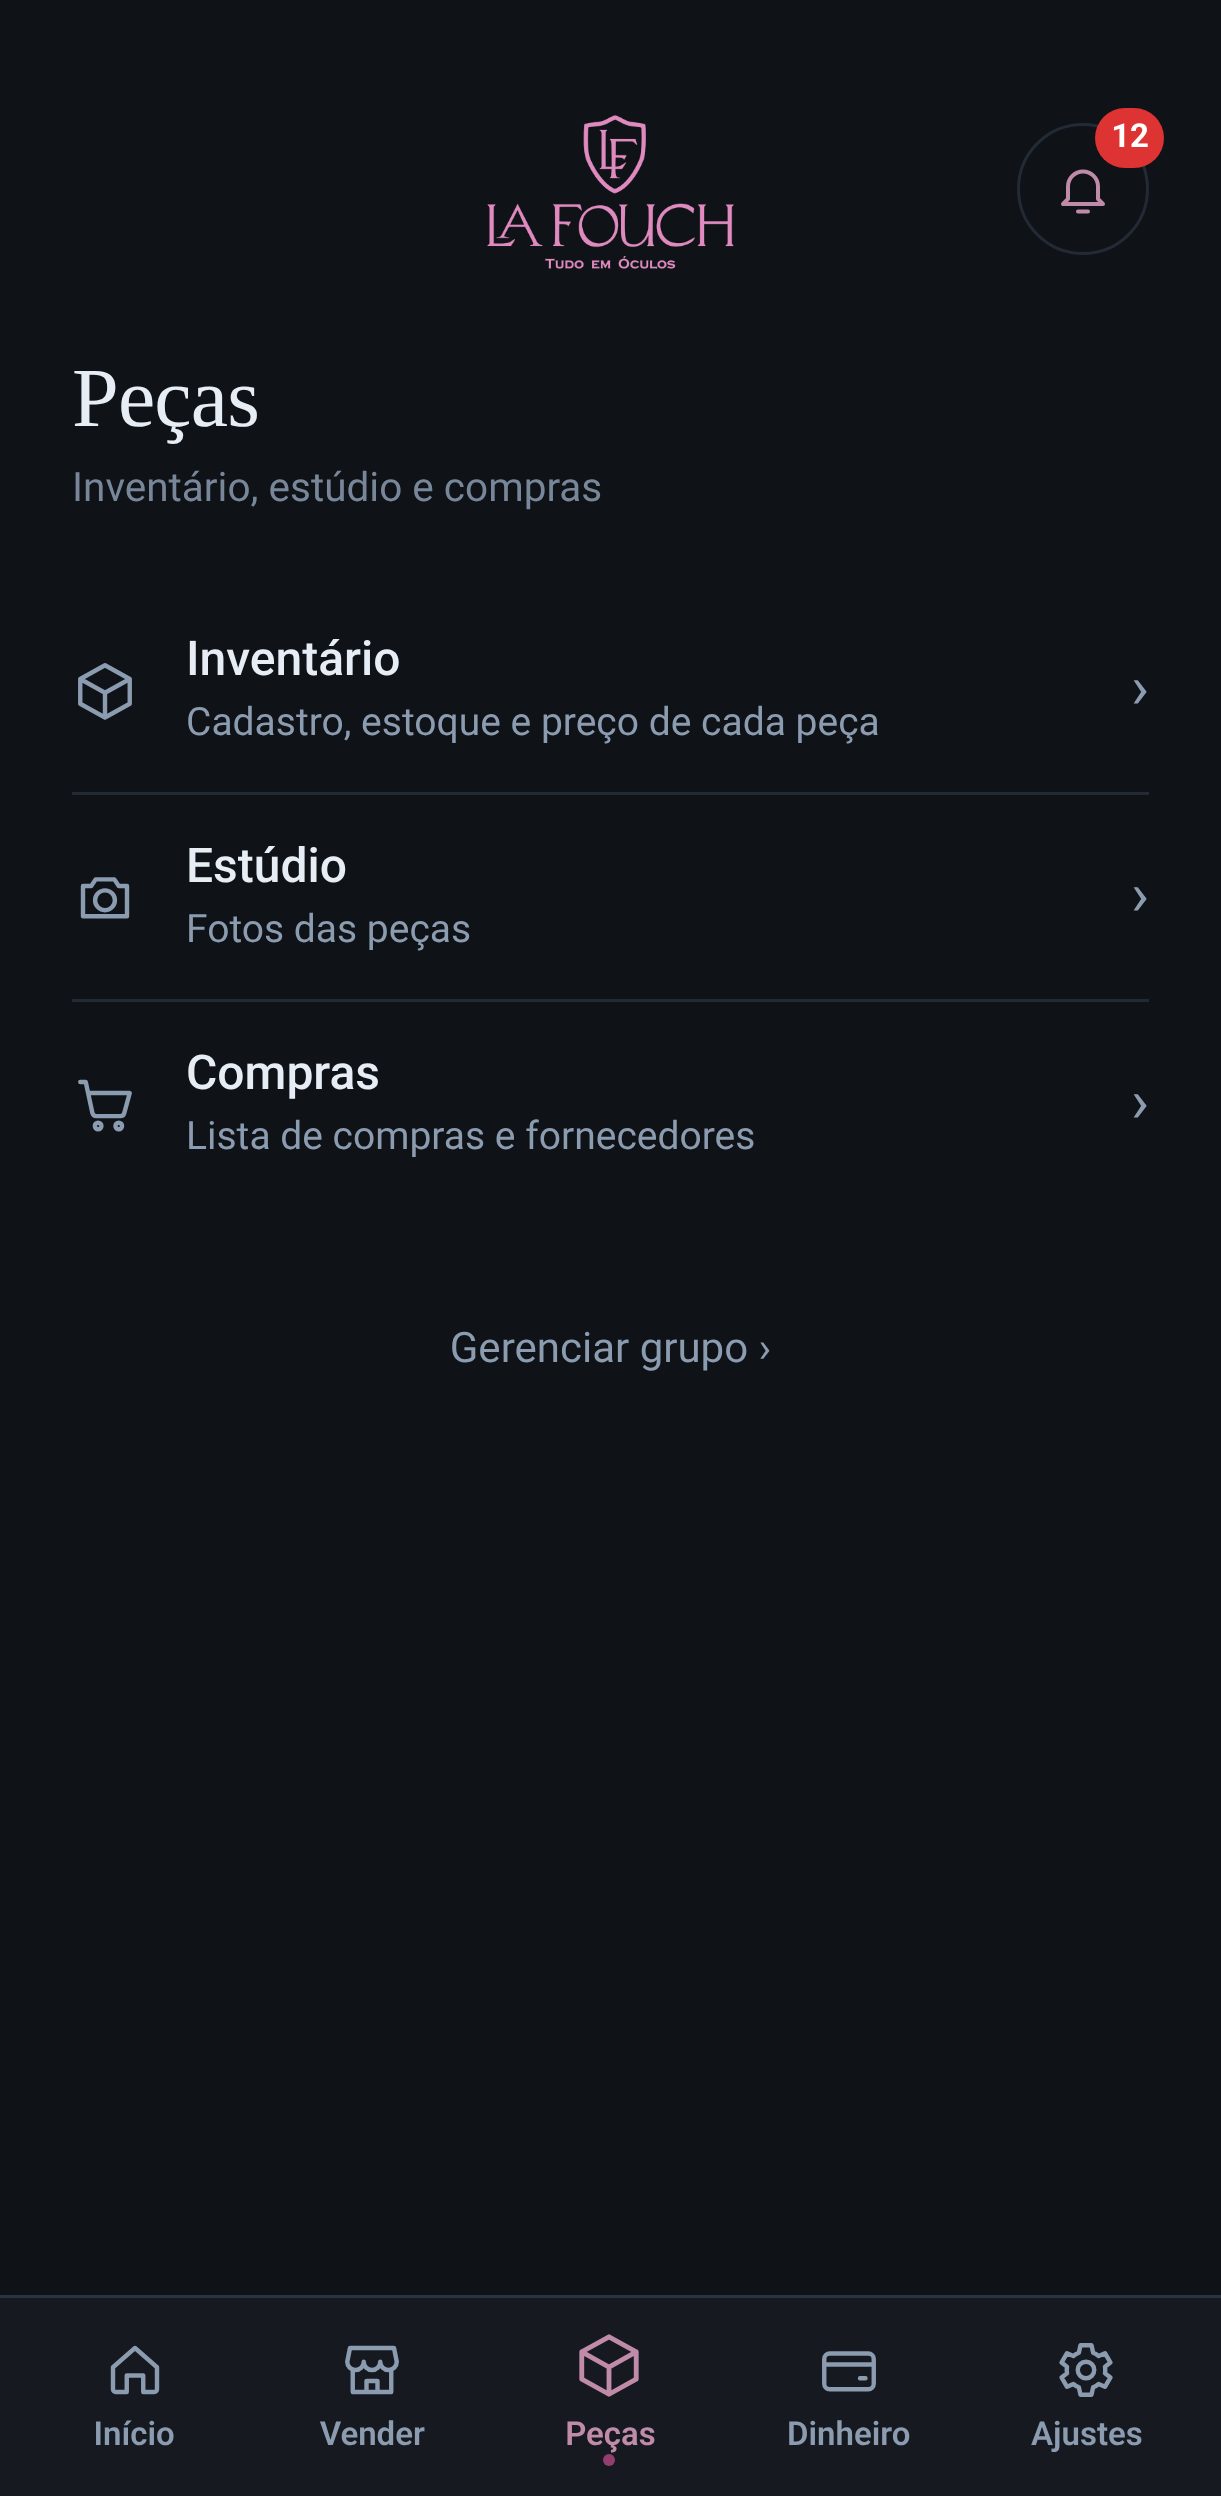 12
LF
LA FOUCH
Tudo em Óculos
Peças
Inventário, estúdio e compras
Inventário
Cadastro, estoque e preço de cada peça
Estúdio
Fotos das peças
Compras
Lista de compras e fornecedores
Gerenciar grupo ›
Início
Vender
Peças
Dinheiro
Ajustes